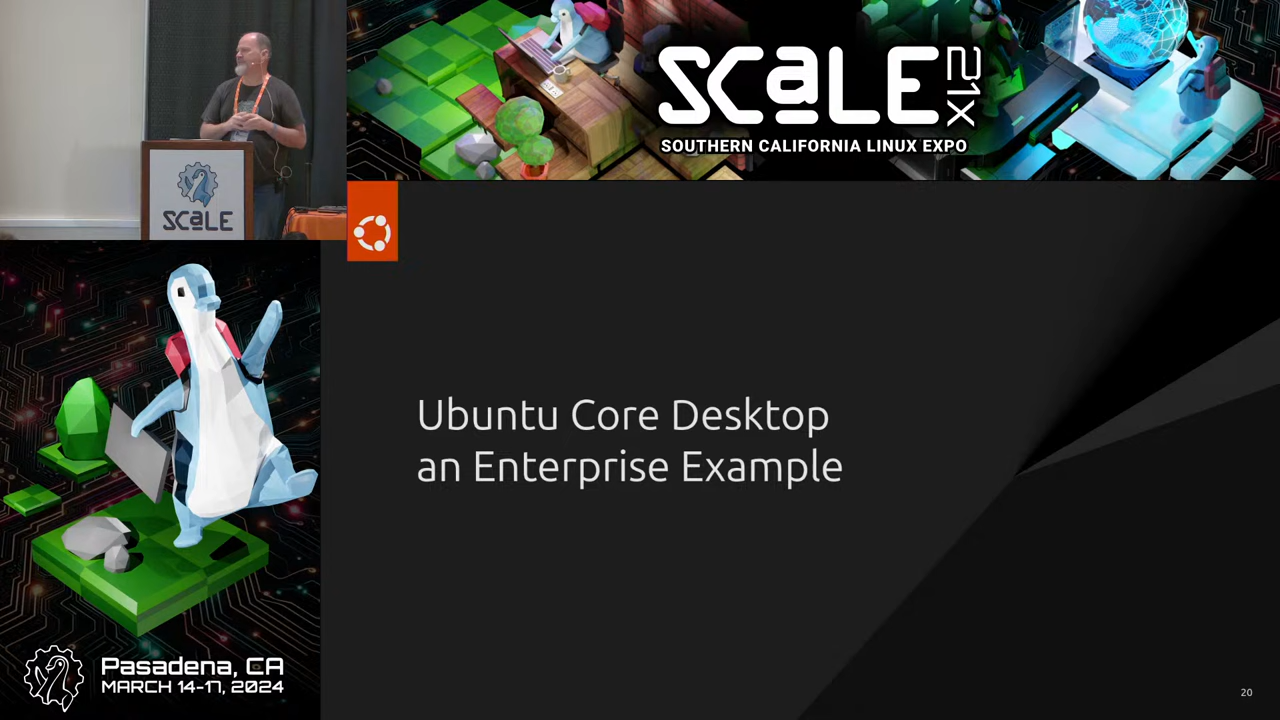 SCALE
21X
SOUTHERN CALIFORNIA LINUX EXPO
SCALE
Ubuntu Core Desktop
an Enterprise Example
Pasadena, CA
MARCH 14-17, 2024
20